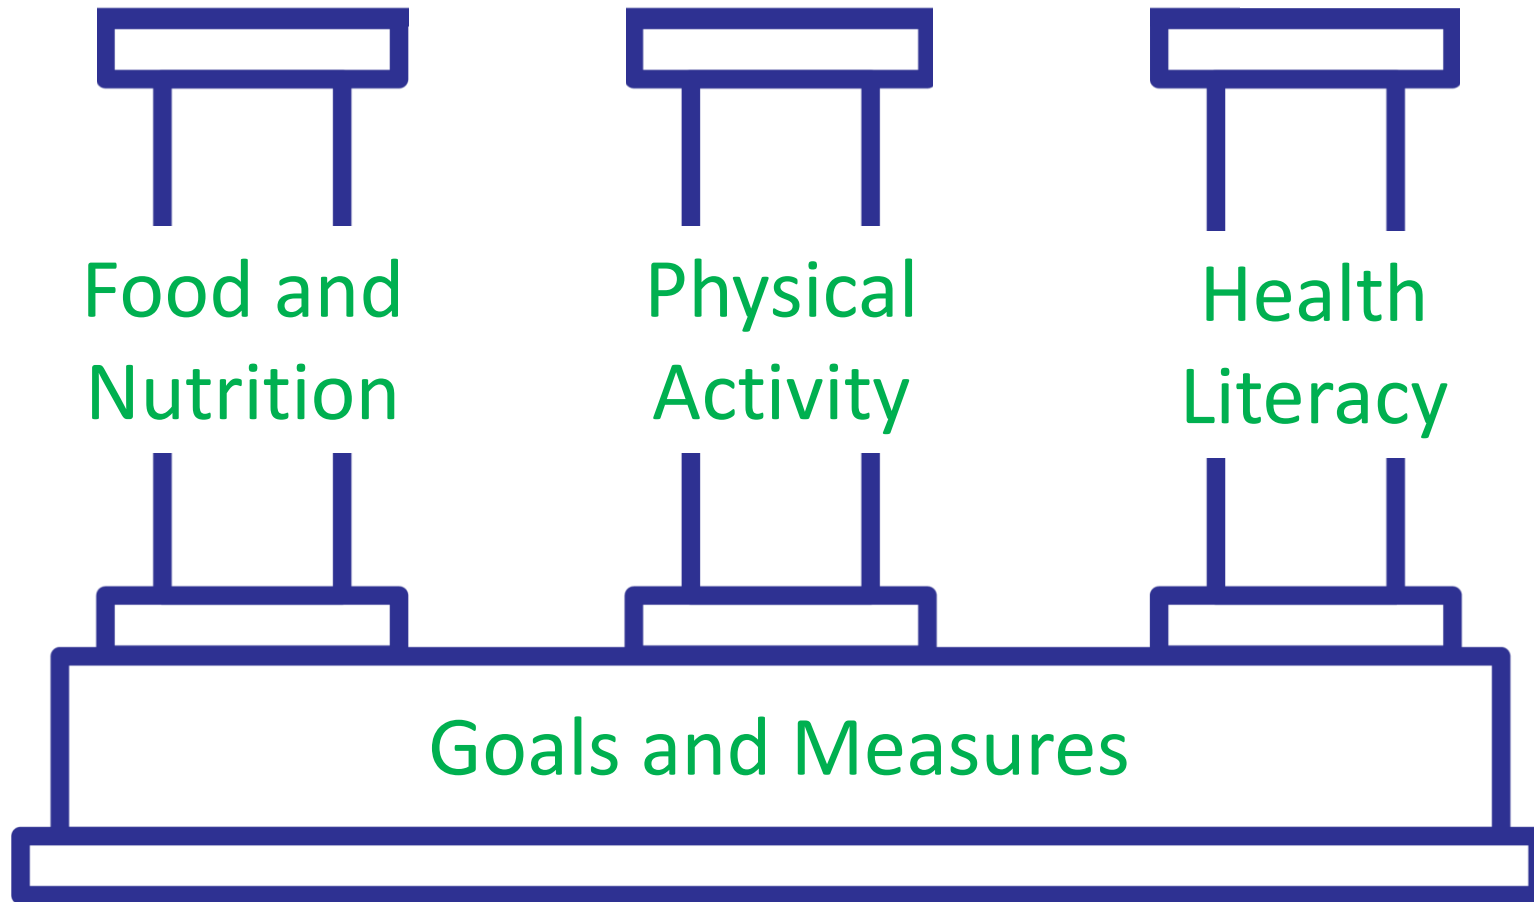 Food and
Nutrition
Physical
Activity
Health
Literacy
Goals and Measures